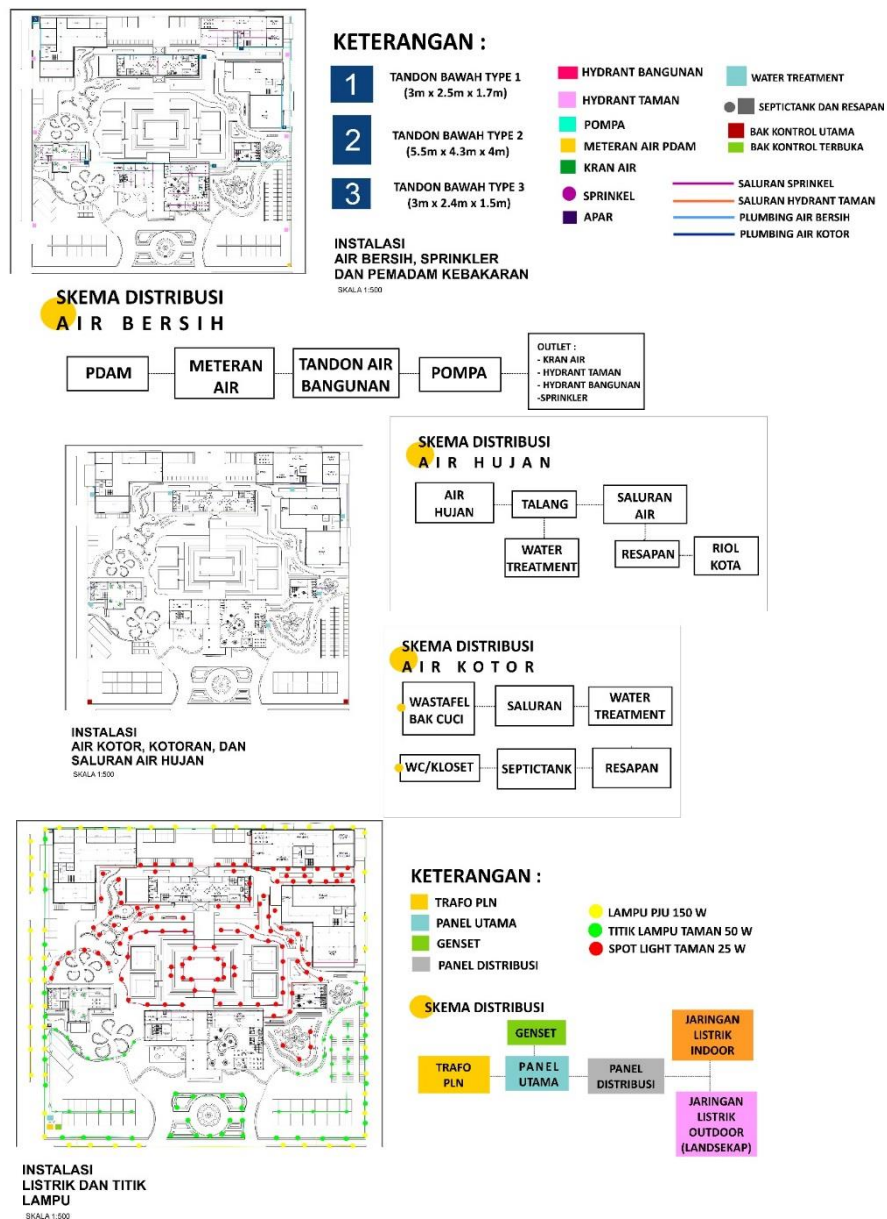 KETERANGAN :
1
TANDON BAWAH TYPE 1
(3m x 2.5m x 1.7m)
2
TANDON BAWAH TYPE 2
(5.5m x 4.3m x 4m)
3
TANDON BAWAH TYPE 3
(3m x 2.4m x 1.5m)
HYDRANT BANGUNAN
HYDRANT TAMAN
POMPA
METERAN AIR PDAM
KRAN AIR
SPRINKEL
APAR
WATER TREATMENT
SEPTICTANK DAN RESAPAN
BAK KONTROL UTAMA
BAK KONTROL TERBUKA
SALURAN SPRINKEL
SALURAN HYDRANT TAMAN
PLUMBING AIR BERSIH
PLUMBING AIR KOTOR
INSTALASI
AIR BERSIH, SPRINKLER
DAN PEMADAM KEBAKARAN
SKALA 1:500
SKEMA DISTRIBUSI
AIR BERSIH
PDAM
METERAN
AIR
TANDON AIR
BANGUNAN
POMPA
OUTLET :
- KRAN AIR
- HYDRANT TAMAN
- HYDRANT BANGUNAN
-SPRINKLER
SKEMA DISTRIBUSI
AIR HUJAN
AIR
HUJAN
TALANG
SALURAN
AIR
WATER
TREATMENT
RESAPAN
RIOL
KOTA
INSTALASI
AIR KOTOR, KOTORAN, DAN
SALURAN AIR HUJAN
SKALA 1:500
SKEMA DISTRIBUSI
AIR KOTOR
WASTAFEL
BAK CUCI
SALURAN
WATER
TREATMENT
WC/KLOSET
SEPTICTANK
RESAPAN
KETERANGAN :
TRAFO PLN
PANEL UTAMA
GENSET
PANEL DISTRIBUSI
LAMPU PJU 150 W
TITIK LAMPU TAMAN 50 W
SPOT LIGHT TAMAN 25 W
SKEMA DISTRIBUSI
TRAFO
PLN
GENSET
PANEL
UTAMA
PANEL
DISTRIBUSI
JARINGAN
LISTRIK
INDOOR
JARINGAN
LISTRIK
OUTDOOR
(LANDSEKAP)
INSTALASI
LISTRIK DAN TITIK
LAMPU
SKALA 1:500